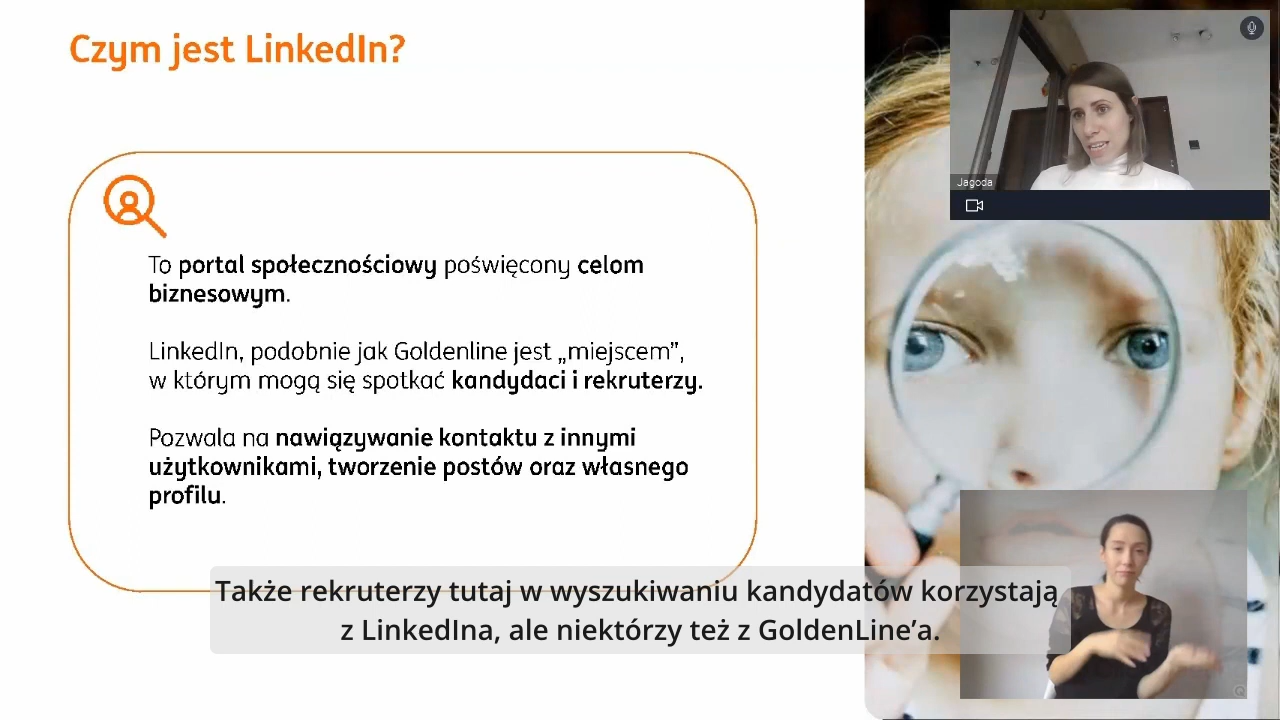 Czym jest LinkedIn?
Jagoda
To portal społecznościowy poświęcony celom
biznesowym.
LinkedIn, podobnie jak Goldenline jest „miejscem”,
w którym mogą się spotkać kandydaci i rekruterzy.
Pozwala na nawiązywanie kontaktu z innymi
użytkownikami, tworzenie postów oraz własnego
profilu.
Także rekruterzy tutaj w wyszukiwaniu kandydatów korzystają
z LinkedIna, ale niektórzy też z GoldenLine’a.